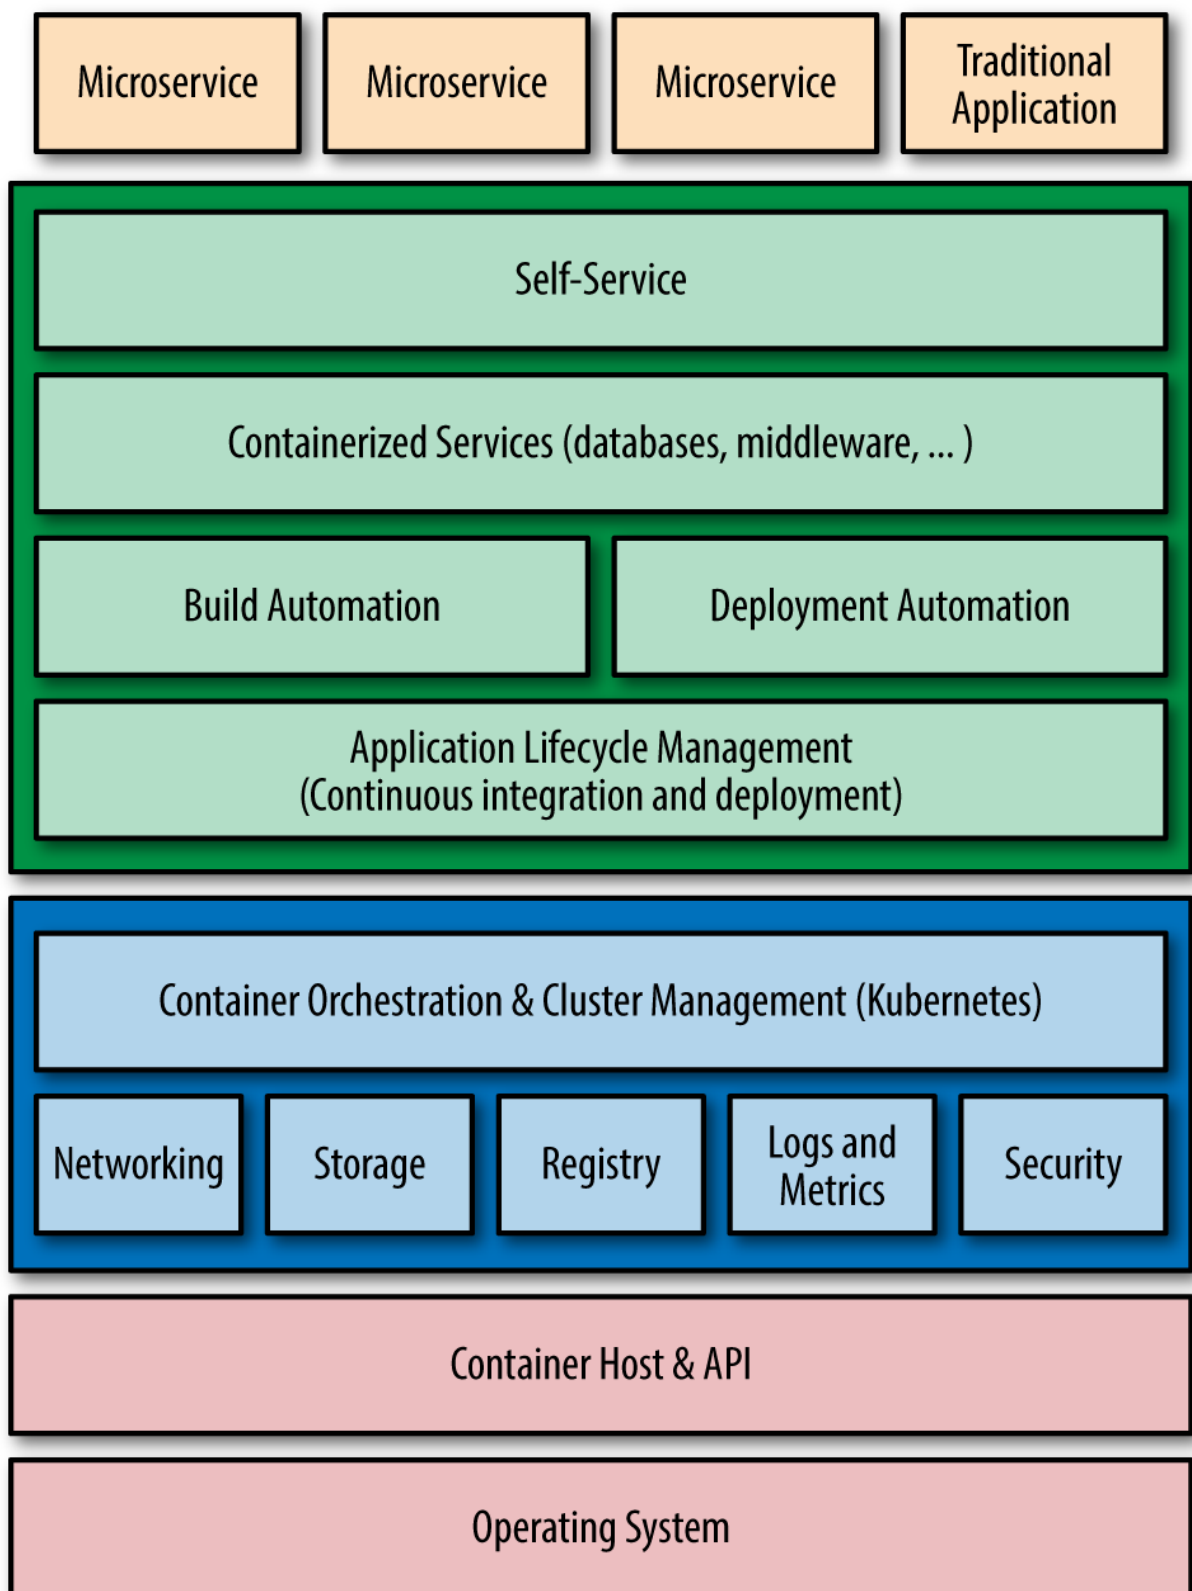 Microservice
Microservice
Microservice
Traditional
Application
Self-Service
Containerized Services (databases, middleware, ... )
Build Automation
Deployment Automation
Application Lifecycle Management
(Continuous integration and deployment)
Container Orchestration & Cluster Management (Kubernetes)
Networking
Storage
Registry
Logs and
Metrics
Security
Container Host & API
Operating System